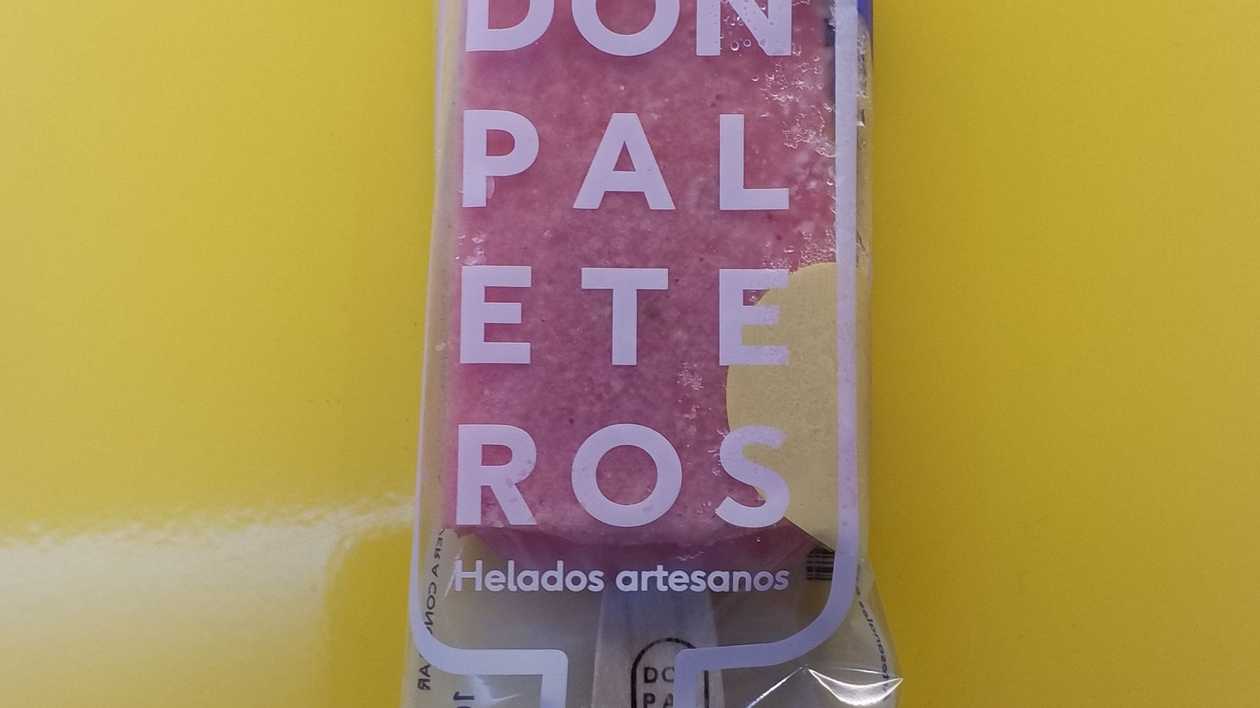 DON
PAL
ETE
ROS
Helados artesanos
DO
PA